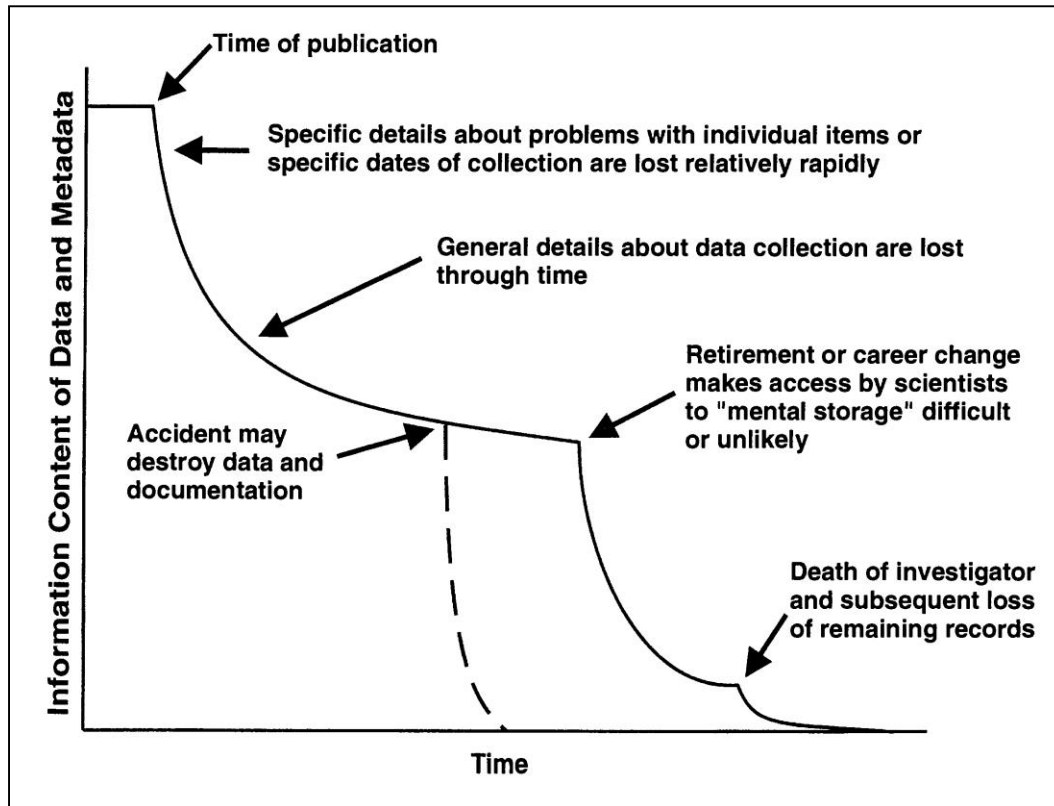 Time of publication
Specific details about problems with individual items or
specific dates of collection are lost relatively rapidly
General details about data collection are lost
through time
Retirement or career change
makes access by scientists
to "mental storage" difficult
or unlikely
Accident may
destroy data and
documentation
Death of investigator
and subsequent loss
of remaining records
Information Content of Data and Metadata
Time